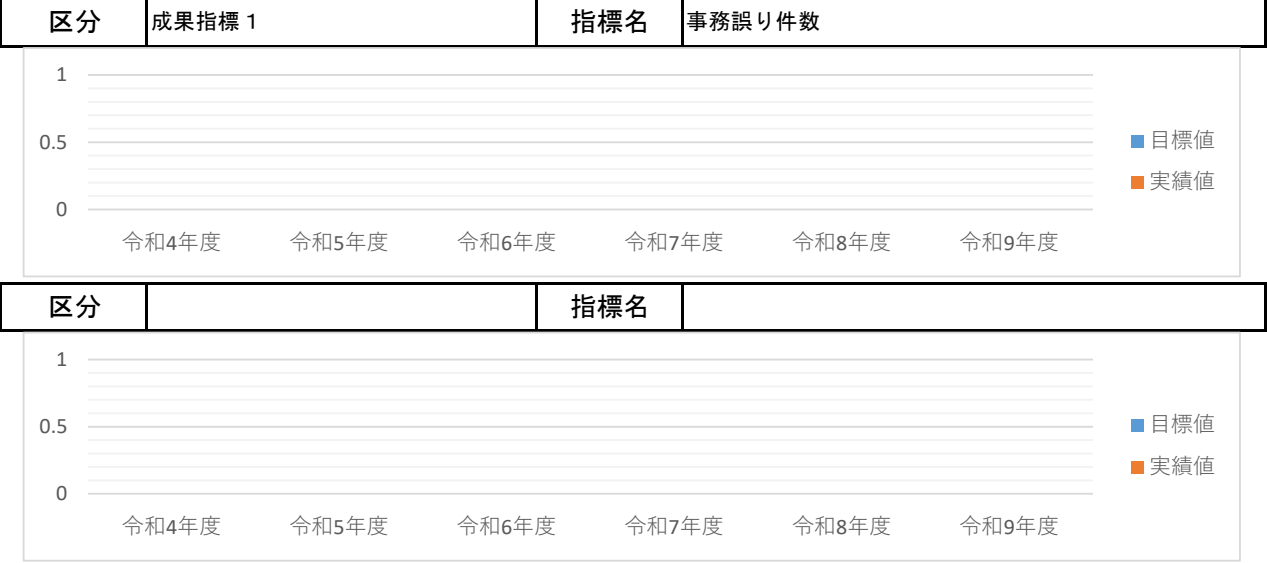 区分 成果指標１ 指標名 事務誤り件数
1
0.5
0
令和4年度 令和5年度 令和6年度 令和7年度 令和8年度 令和9年度
目標値
実績値
区分 指標名
1
0.5
0
令和4年度 令和5年度 令和6年度 令和7年度 令和8年度 令和9年度
目標値
実績値